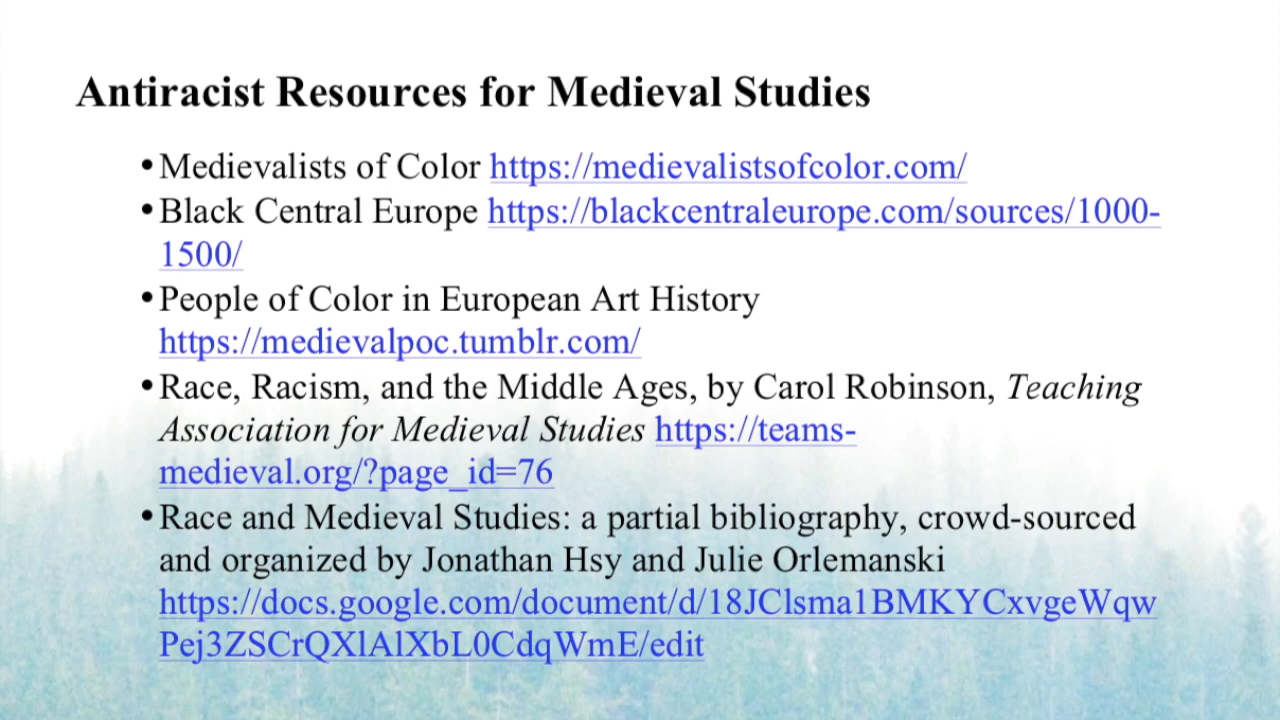 Antiracist Resources for Medieval Studies
•Medievalists of Color https://medievalistsofcolor.com/
•Black Central Europe https://blackcentraleurope.com/sources/1000-
1500/
•People of Color in European Art History
https://medievalpoc.tumblr.com/
•Race, Racism, and the Middle Ages, by Carol Robinson, Teaching
Association for Medieval Studies https://teams-
medieval.org/?page_id=76
•Race and Medieval Studies: a partial bibliography, crowd-sourced
and organized by Jonathan Hsy and Julie Orlemanski
https://docs.google.com/document/d/18JClsma1BMKYCxvgeWqw
Pej3ZSCrQXlAlXbL0CdqWmE/edit